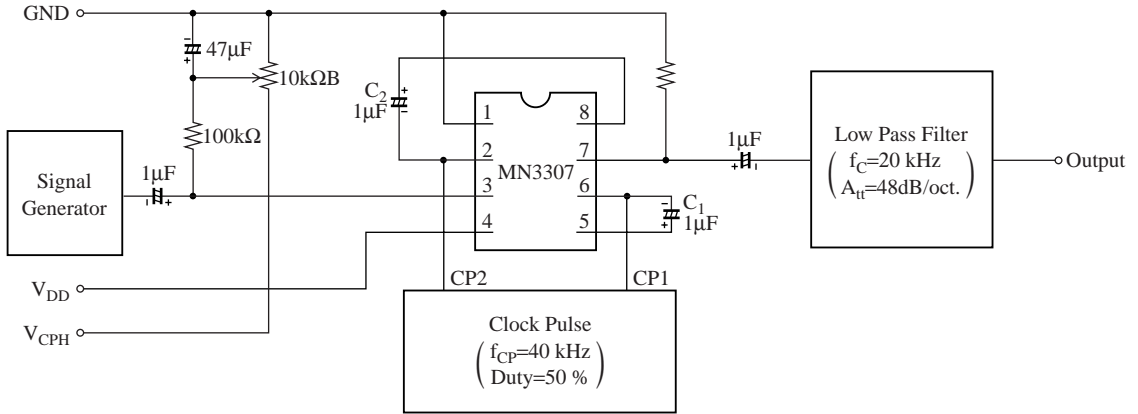 GND
47μF
10kΩB
100kΩ
C2
1μF
1
2
3
4
8
7
6
5
MN3307
Signal
Generator
1μF
C1
1μF
1μF
Low Pass Filter
fC=20 kHz
Att=48dB/oct.
Output
VDD
VCPH
CP2
CP1
Clock Pulse
fCP=40 kHz
Duty=50 %